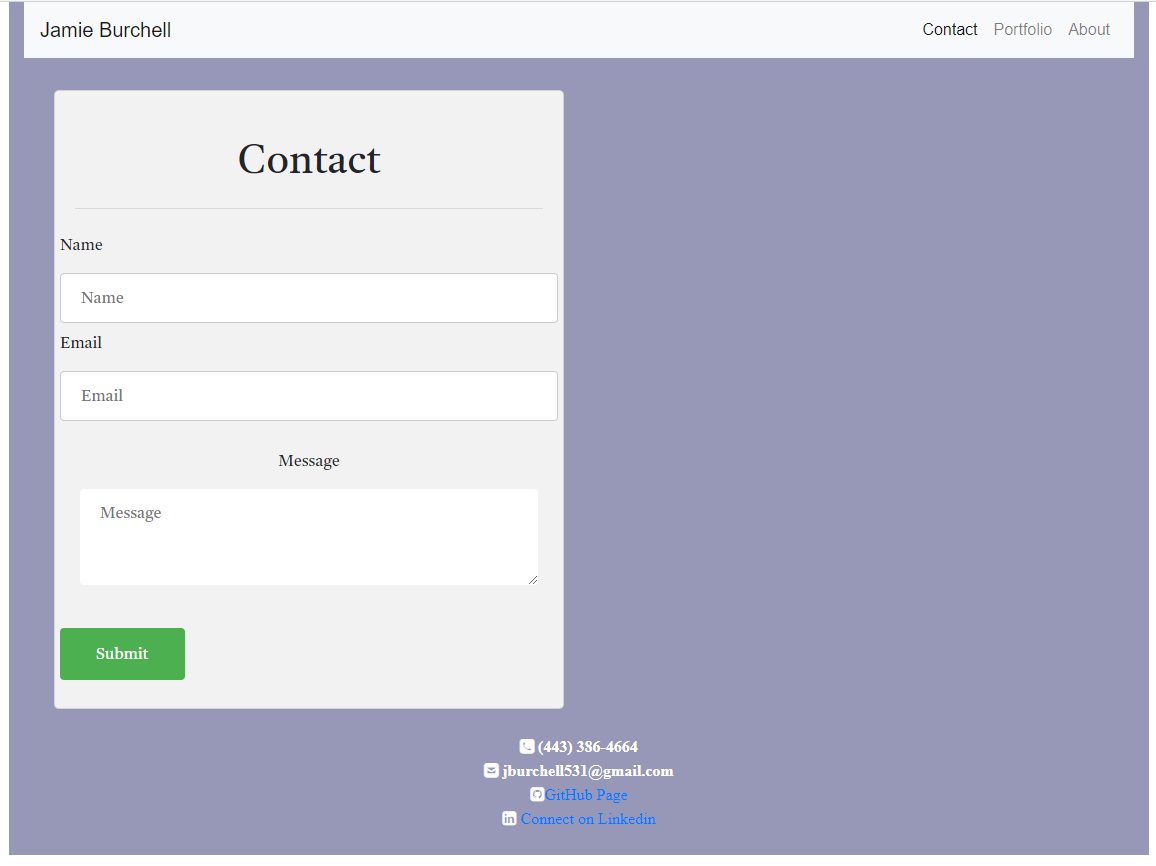 Jamie Burchell
Contact Portfolio About
Contact
Name
Name
Email
Email
Message
Message
Submit
(443) 386-4664
jburchell531@gmail.com
GitHub Page
in Connect on Linkedin